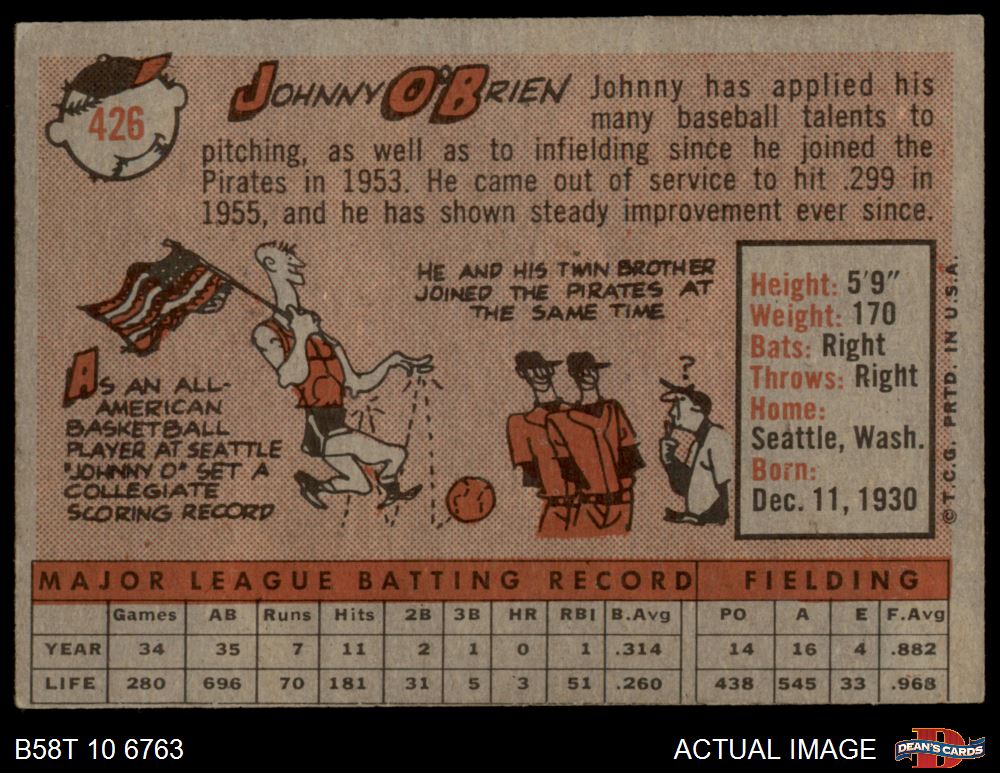 426
JOHNNY O'BRIEN
Johnny has applied his
many baseball talents to
pitching, as well as to infielding since he joined the
Pirates in 1953. He came out of service to hit .299 in
1955, and he has shown steady improvement ever since.
AS AN ALL-
AMERICAN
BASKETBALL
PLAYER AT SEATTLE
"JOHNNY O" SET A
COLLEGIATE
SCORING RECORD
HE AND HIS TWIN BROTHER
JOINED THE PIRATES AT
THE SAME TIME
?
Height: 5'9"
Weight: 170
Bats: Right
Throws: Right
Home:
Seattle, Wash.
Born:
Dec. 11, 1930
© T.C.G. PRTD. IN U.S.A.
MAJOR LEAGUE BATTING RECORD FIELDING
Games AB Runs Hits 2B 3B HR RBI B.Avg PO A E F.Avg
YEAR 34 35 7 11 2 1 0 1 .314 14 16 4 .882
LIFE 280 696 70 181 31 5 3 51 .260 438 545 33 .968
B58T 10 6763
ACTUAL IMAGE
D
DEAN'S CARDS